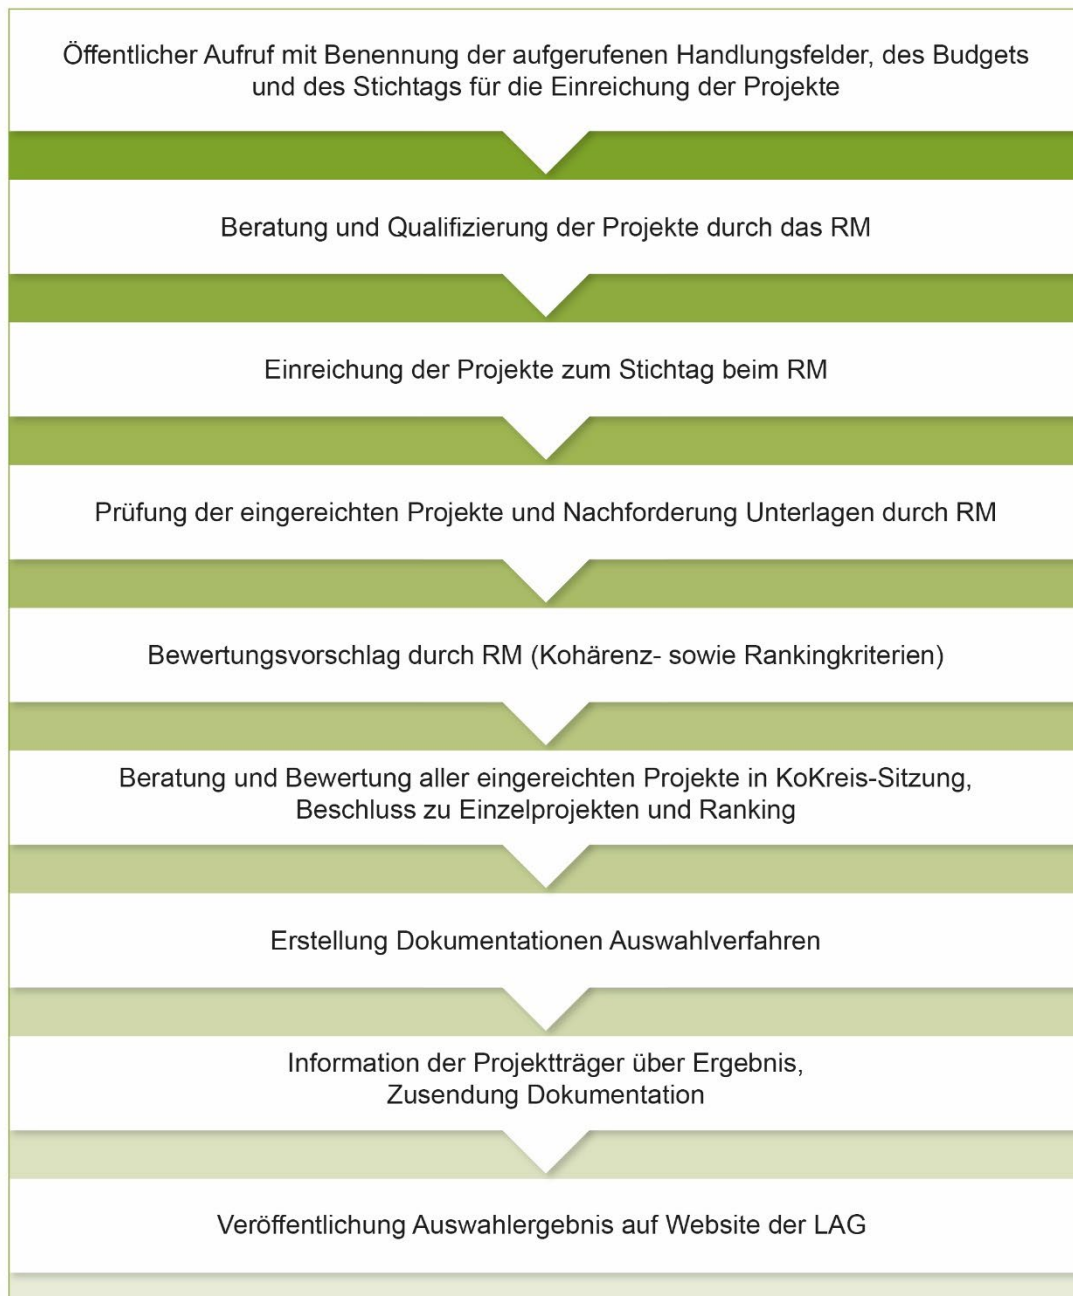 Öffentlicher Aufruf mit Benennung der aufgerufenen Handlungsfelder, des Budgets
und des Stichtags für die Einreichung der Projekte
Beratung und Qualifizierung der Projekte durch das RM
Einreichung der Projekte zum Stichtag beim RM
Prüfung der eingereichten Projekte und Nachforderung Unterlagen durch RM
Bewertungsvorschlag durch RM (Kohärenz- sowie Rankingkriterien)
Beratung und Bewertung aller eingereichten Projekte in KoKreis-Sitzung,
Beschluss zu Einzelprojekten und Ranking
Erstellung Dokumentationen Auswahlverfahren
Information der Projektträger über Ergebnis,
Zusendung Dokumentation
Veröffentlichung Auswahlergebnis auf Website der LAG